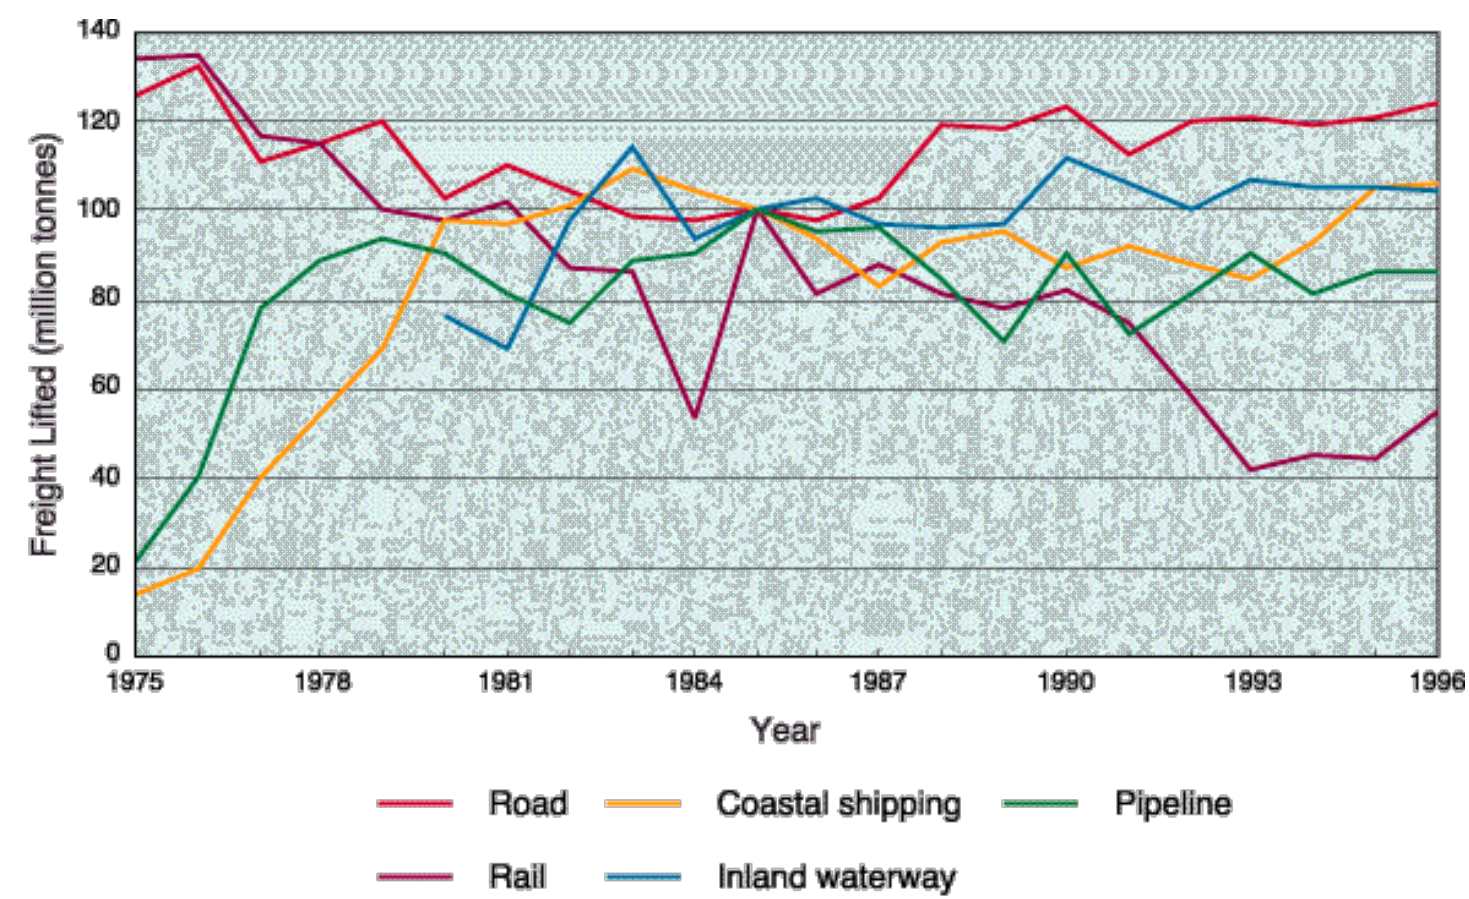 140
120
100
80
60
40
20
0
Freight Lifted (million tonnes)
1975 1978 1981 1984 1987 1990 1993 1996
Year
Road Coastal shipping Pipeline
Rail Inland waterway